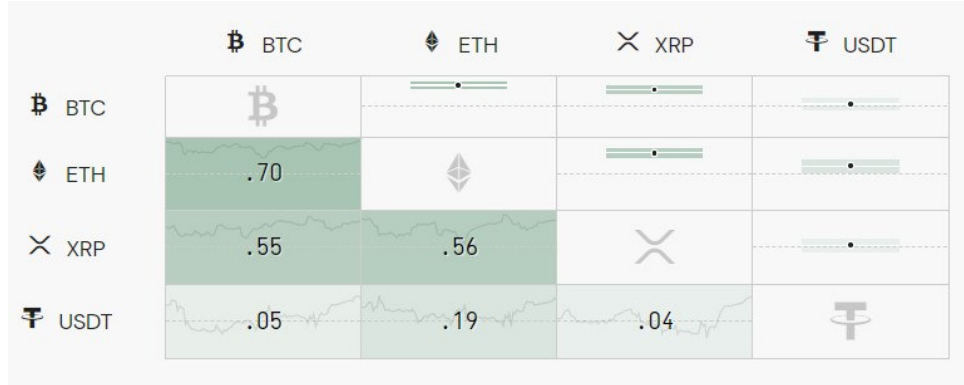 BTC ETH XRP USDT
BTC
ETH .70
XRP .55 .56
USDT .05 .19 .04